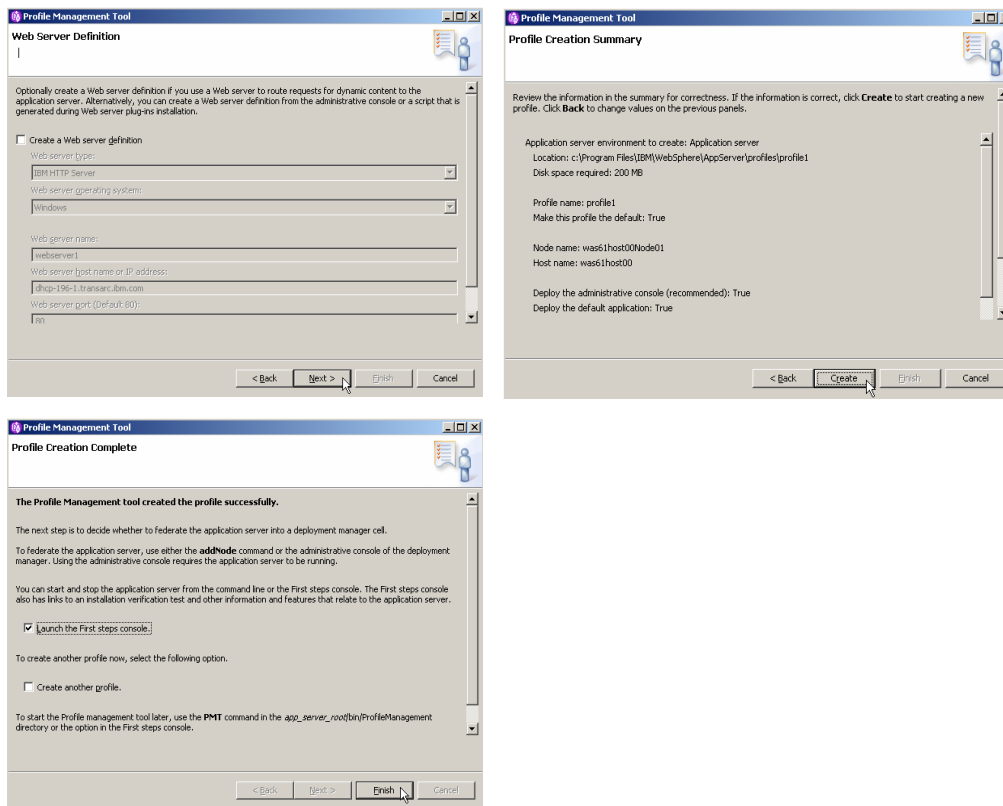 Profile Management Tool
Web Server Definition
Optionally create a Web server definition if you use a Web server to route requests for dynamic content to the
application server. Alternatively, you can create a Web server definition from the administrative console or a script that is
generated during Web server plug-ins installation.
Create a Web server definition
Web server type:
IBM HTTP Server
Web server operating system:
Windows
Web server name:
webserver1
Web server host name or IP address:
dhcp-196-1.transarc.ibm.com
Web server port (Default 80):
80
< Back
Next >
Finish
Cancel
Profile Management Tool
Profile Creation Summary
Review the information in the summary for correctness. If the information is correct, click Create to start creating a new
profile. Click Back to change values on the previous panels.
Application server environment to create: Application server
Location: c:\Program Files\IBM\WebSphere\AppServer\profiles\profile1
Disk space required: 200 MB
Profile name: profile1
Make this profile the default: True
Node name: was61host00Node01
Host name: was61host00
Deploy the administrative console (recommended): True
Deploy the default application: True
< Back
Create
Finish
Cancel
Profile Management Tool
Profile Creation Complete
The Profile Management tool created the profile successfully.
The next step is to decide whether to federate the application server into a deployment manager cell.
To federate the application server, use either the addNode command or the administrative console of the deployment
manager. Using the administrative console requires the application server to be running.
You can start and stop the application server from the command line or the First steps console. The First steps console
also has links to an installation verification test and other information and features that relate to the application server.
Launch the First steps console.
To create another profile now, select the following option.
Create another profile.
To start the Profile management tool later, use the PMT command in the app_server_root/bin/ProfileManagement
directory or the option in the First steps console.
< Back
Next >
Finish
Cancel